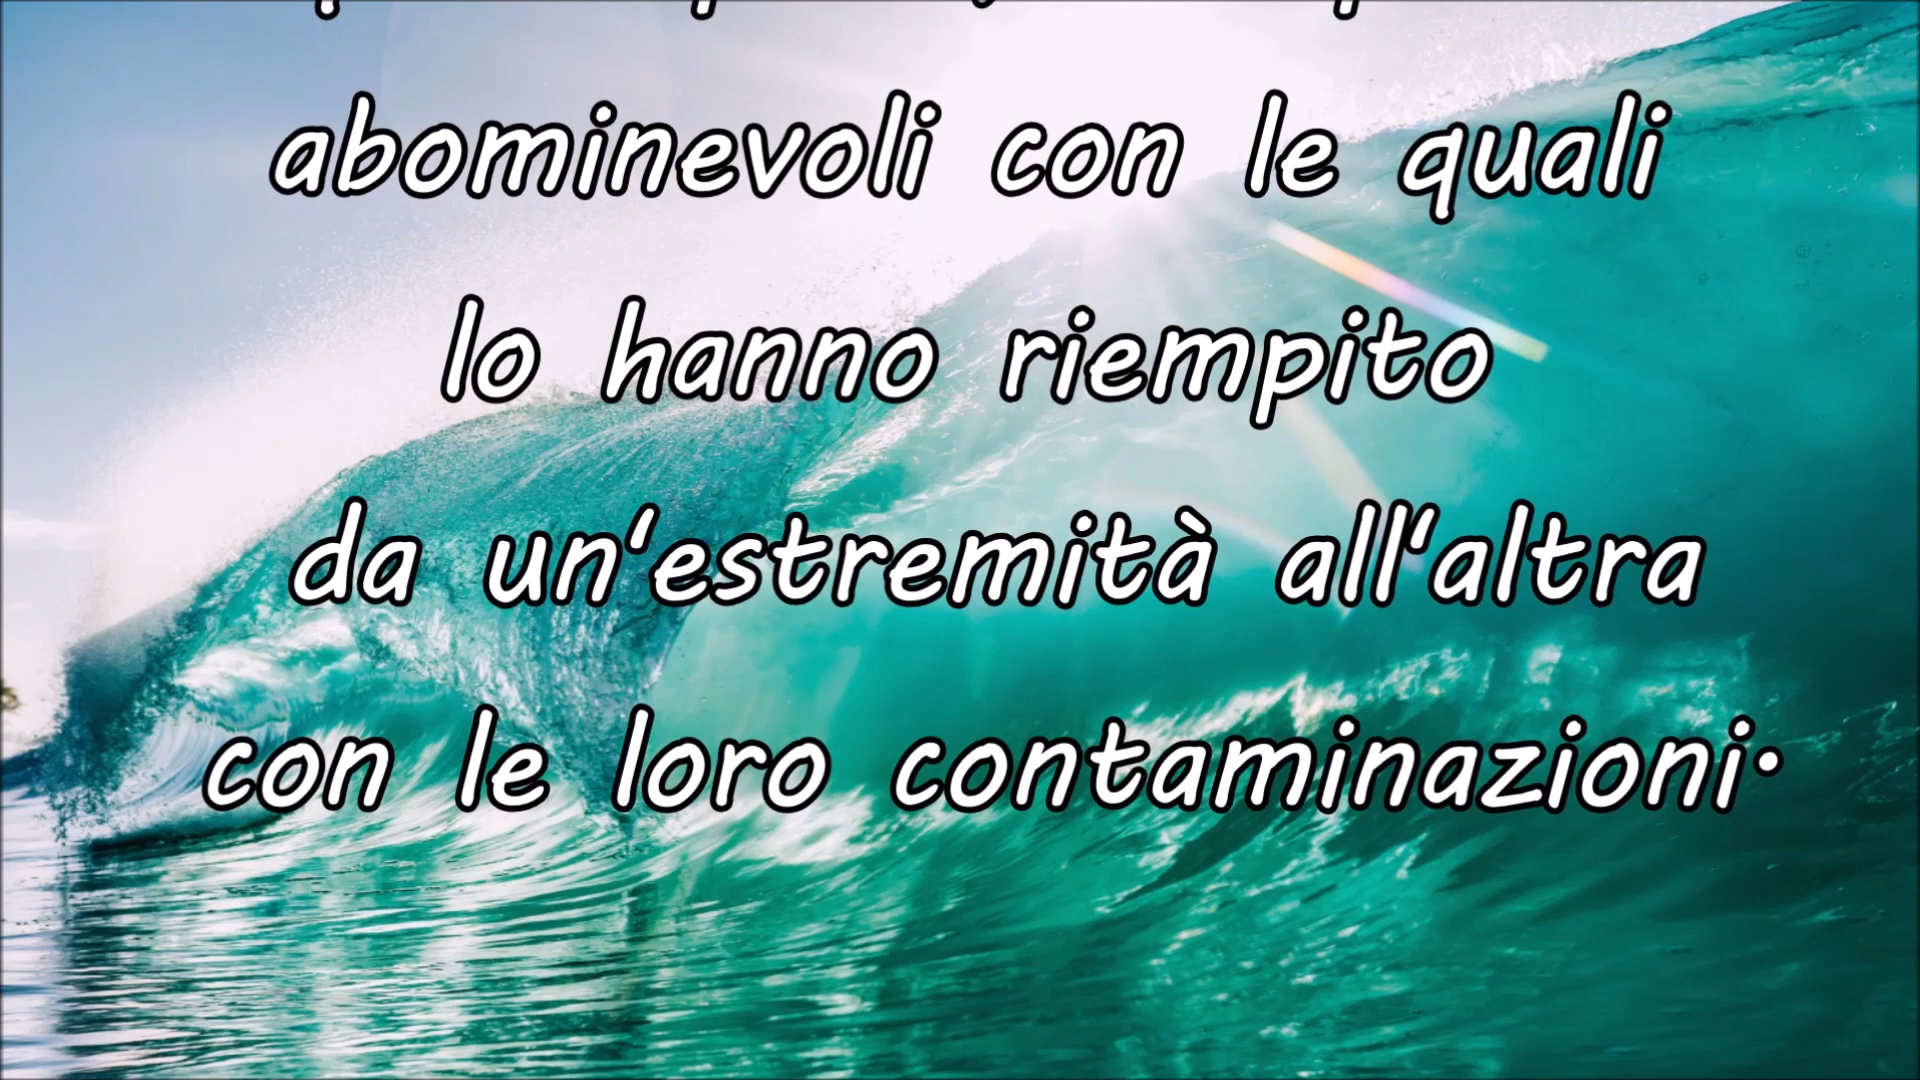 abominevoli con le quali
lo hanno riempito
da un'estremità all'altra
con le loro contaminazioni.